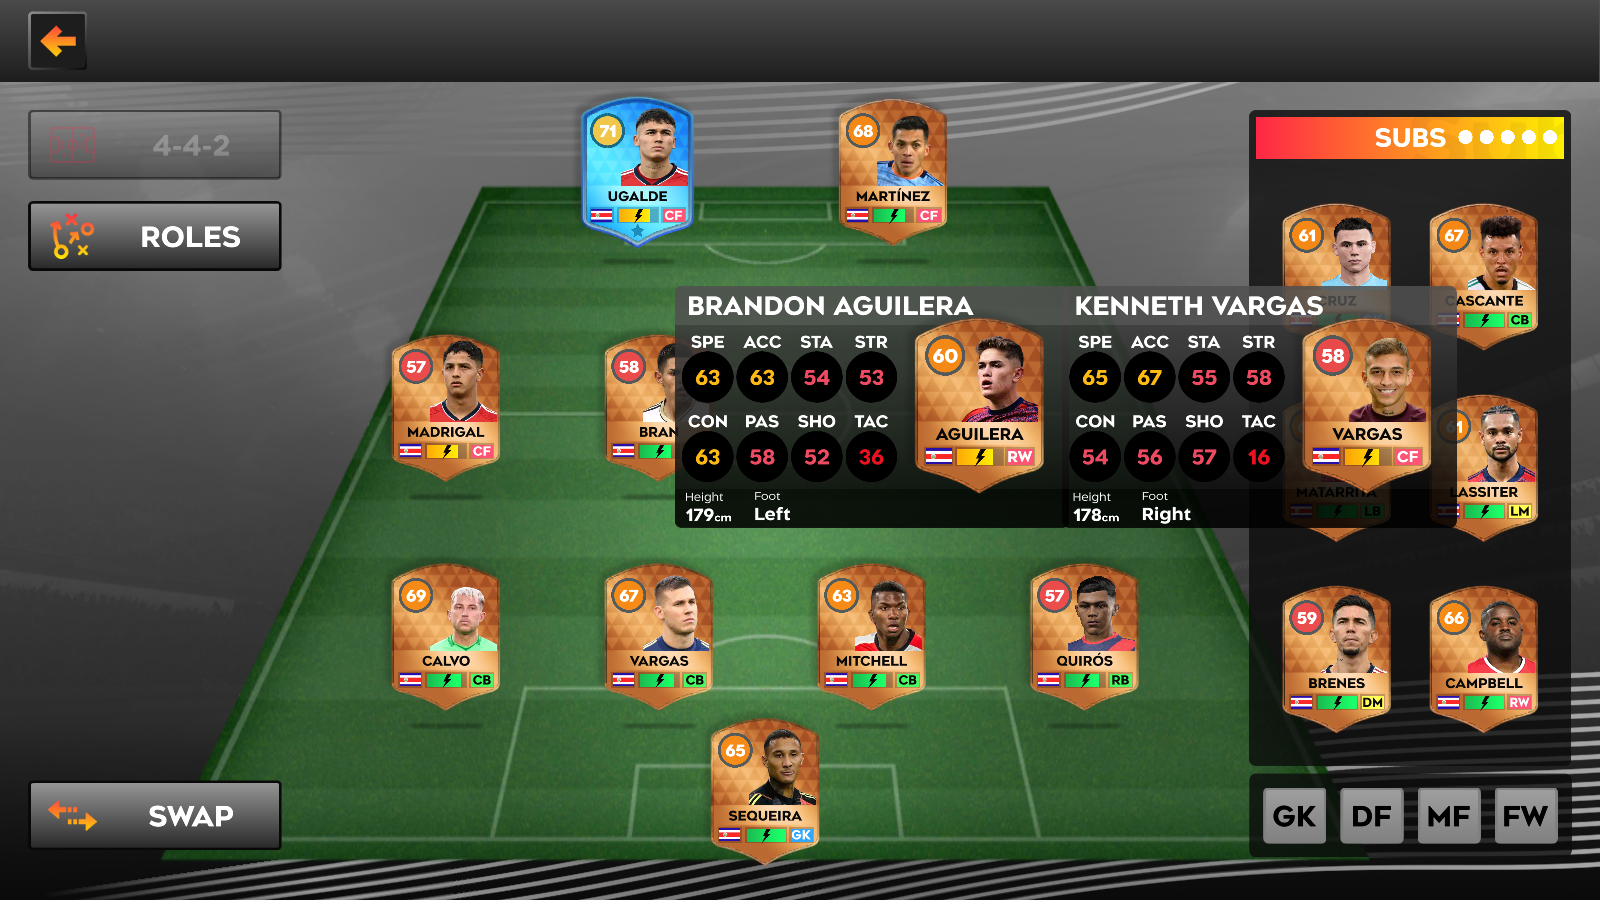 4-4-2
ROLES
SWAP
71
UGALDE
CF
68
MARTÍNEZ
CF
57
MADRIGAL
CF
58
BRAN
BRANDON AGUILERA
SPE ACC STA STR
63 63 54 53
CON PAS SHO TAC
63 58 52 36
Height Foot
179cm Left
60
AGUILERA
RW
KENNETH VARGAS
SPE ACC STA STR
65 67 55 58
CON PAS SHO TAC
54 56 57 16
Height Foot
178cm Right
58
VARGAS
CF
69
CALVO
CB
67
VARGAS
CB
63
MITCHELL
CB
57
QUIRÓS
RB
65
SEQUEIRA
GK
SUBS
61
CRUZ
67
CASCANTE
CB
MATARRITA
LB
61
LASSITER
LM
59
BRENES
DM
66
CAMPBELL
RW
GK DF MF FW